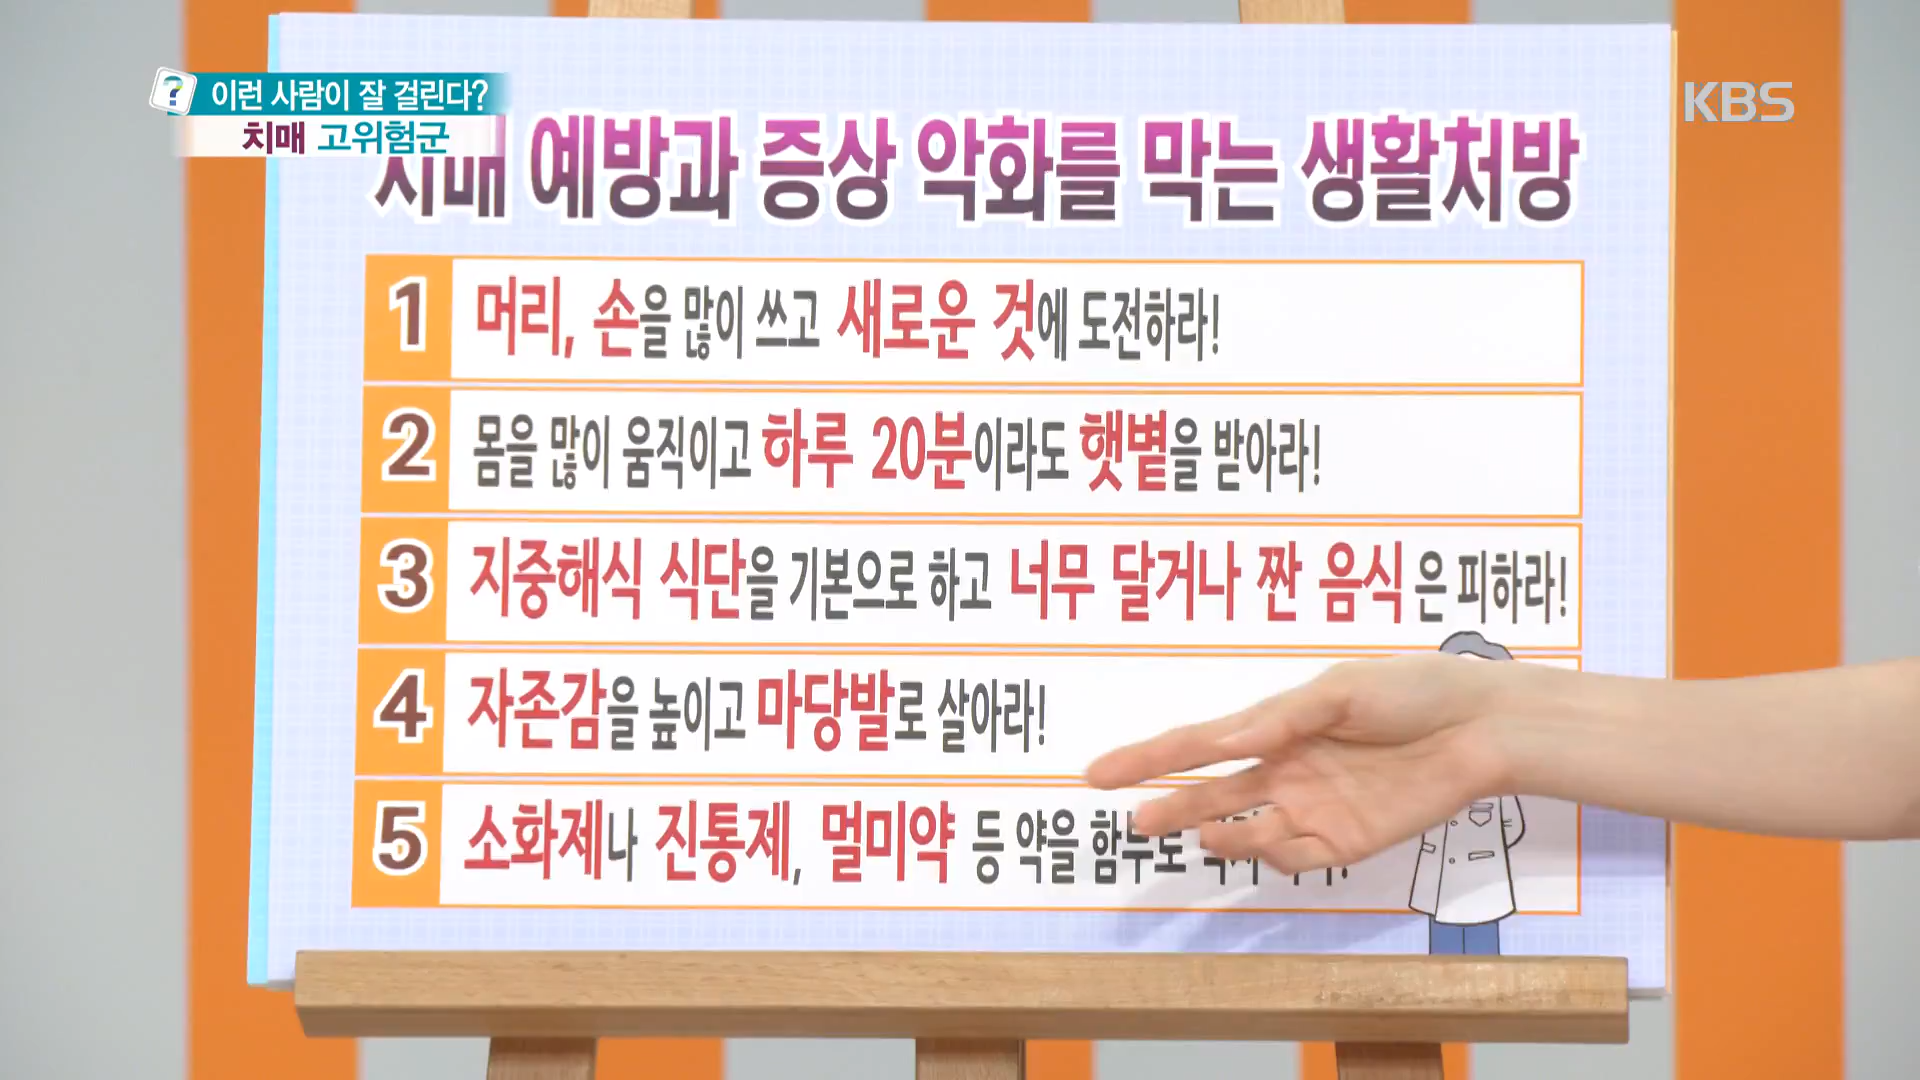 이런 사람이 잘 걸린다?
치매 고위험군
KBS
치매 예방과 증상 악화를 막는 생활처방
1 머리, 손을 많이 쓰고 새로운 것에 도전하라!
2 몸을 많이 움직이고 하루 20분이라도 햇볕을 받아라!
3 지중해식 식단을 기본으로 하고 너무 달거나 짠 음식은 피하라!
4 자존감을 높이고 마당발로 살아라!
5 소화제나 진통제, 멀미약 등 약을 함부로